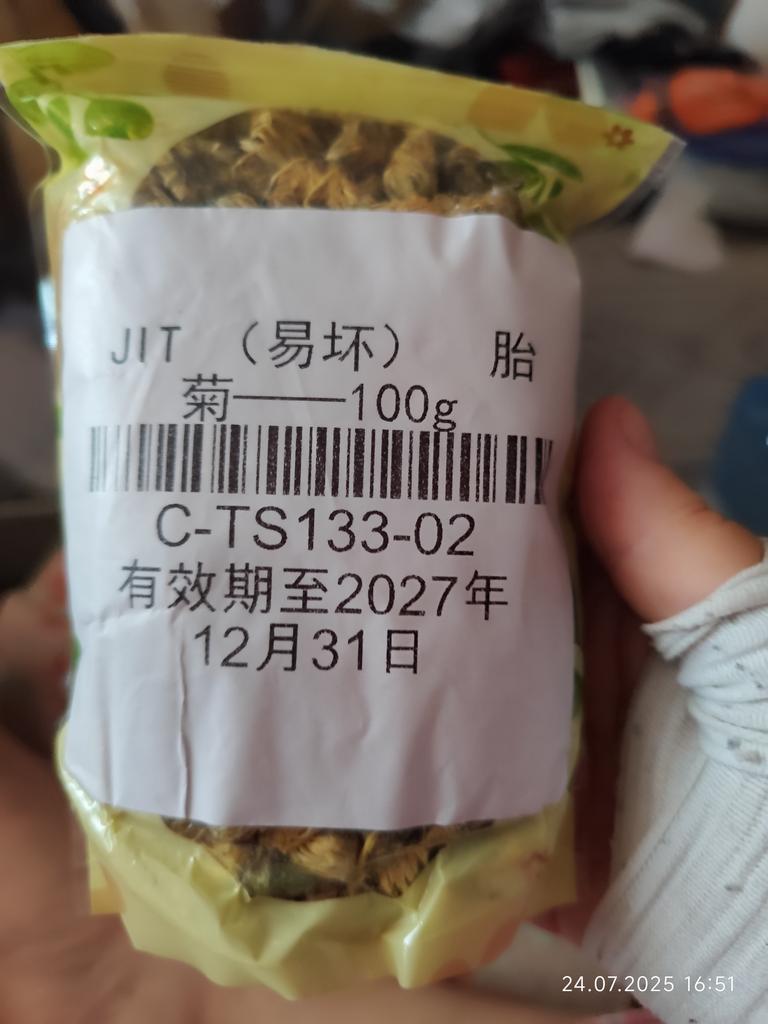 JIT （易坏） 胎
菊——100g
C-TS133-02
有效期至2027年
12月31日
24.07.2025 16:51